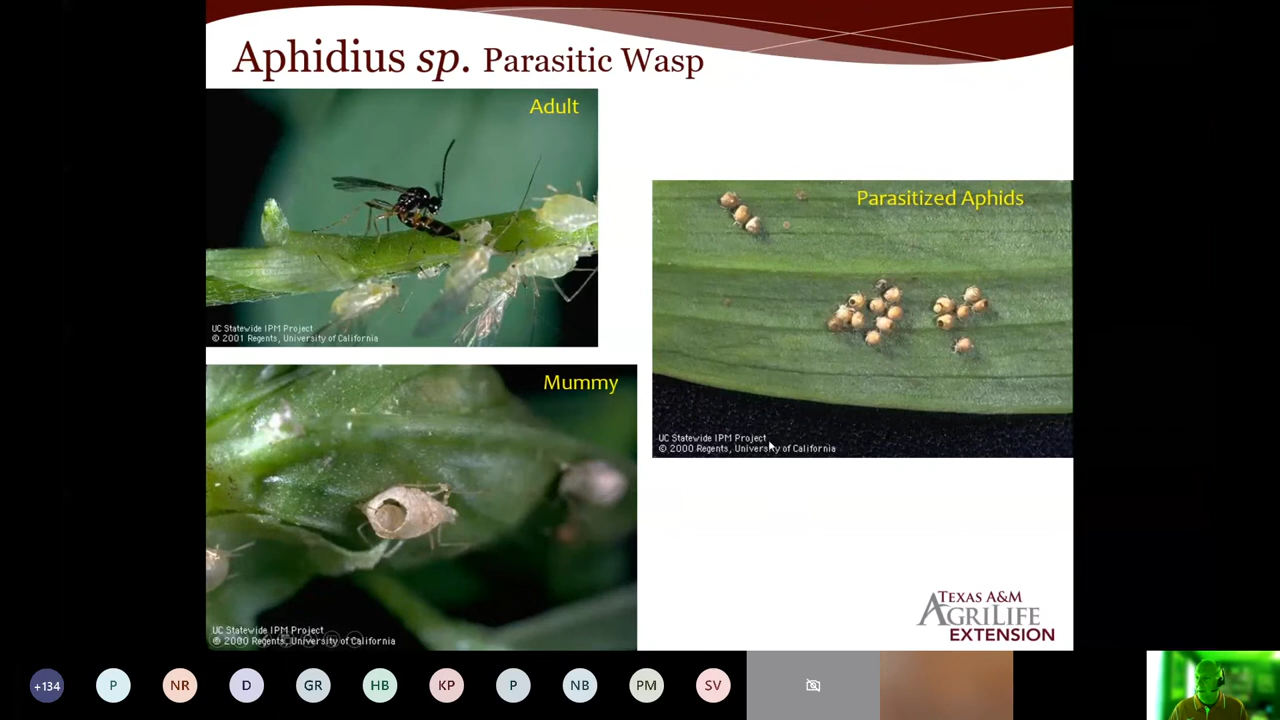 Aphidius sp. Parasitic Wasp
Adult
UC Statewide IPM Project
© 2001 Regents, University of California
Parasitized Aphids
UC Statewide IPM Project
© 2000 Regents, University of California
Mummy
UC Statewide IPM Project
© 2000 Regents, University of California
TEXAS A&M
AGRILIFE
EXTENSION
+134
P
NR
D
GR
HB
KP
P
NB
PM
SV